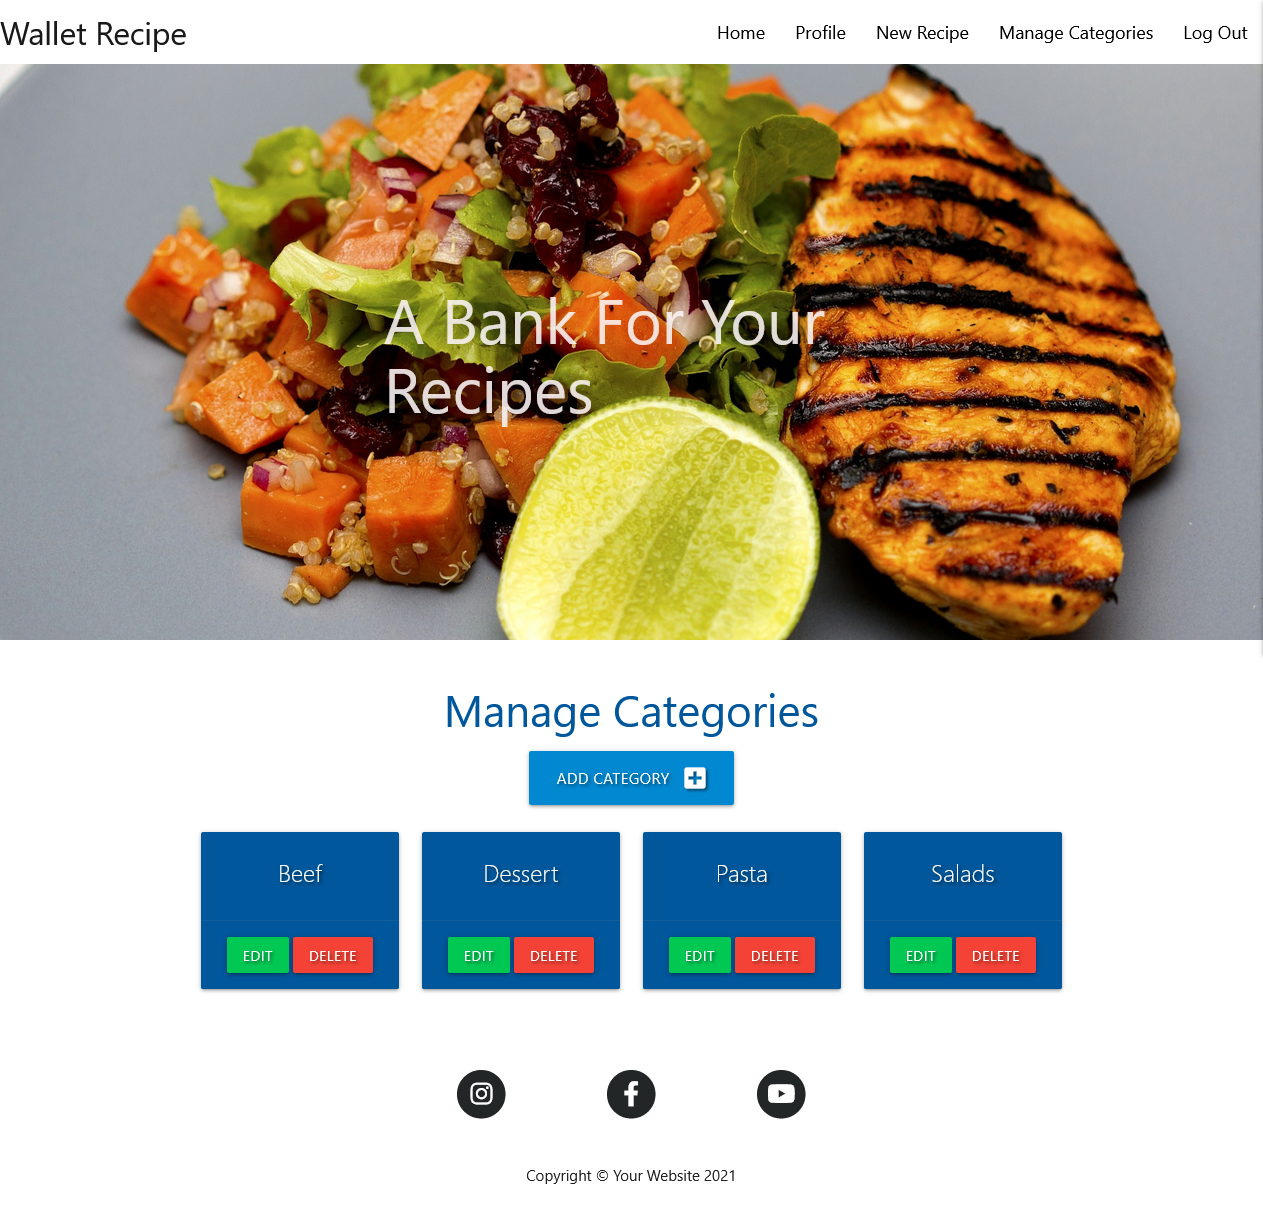 Wallet Recipe
Home Profile New Recipe Manage Categories Log Out
A Bank For Your
Recipes
Manage Categories
ADD CATEGORY
Beef Dessert Pasta Salads
EDIT DELETE EDIT DELETE EDIT DELETE EDIT DELETE
Copyright © Your Website 2021